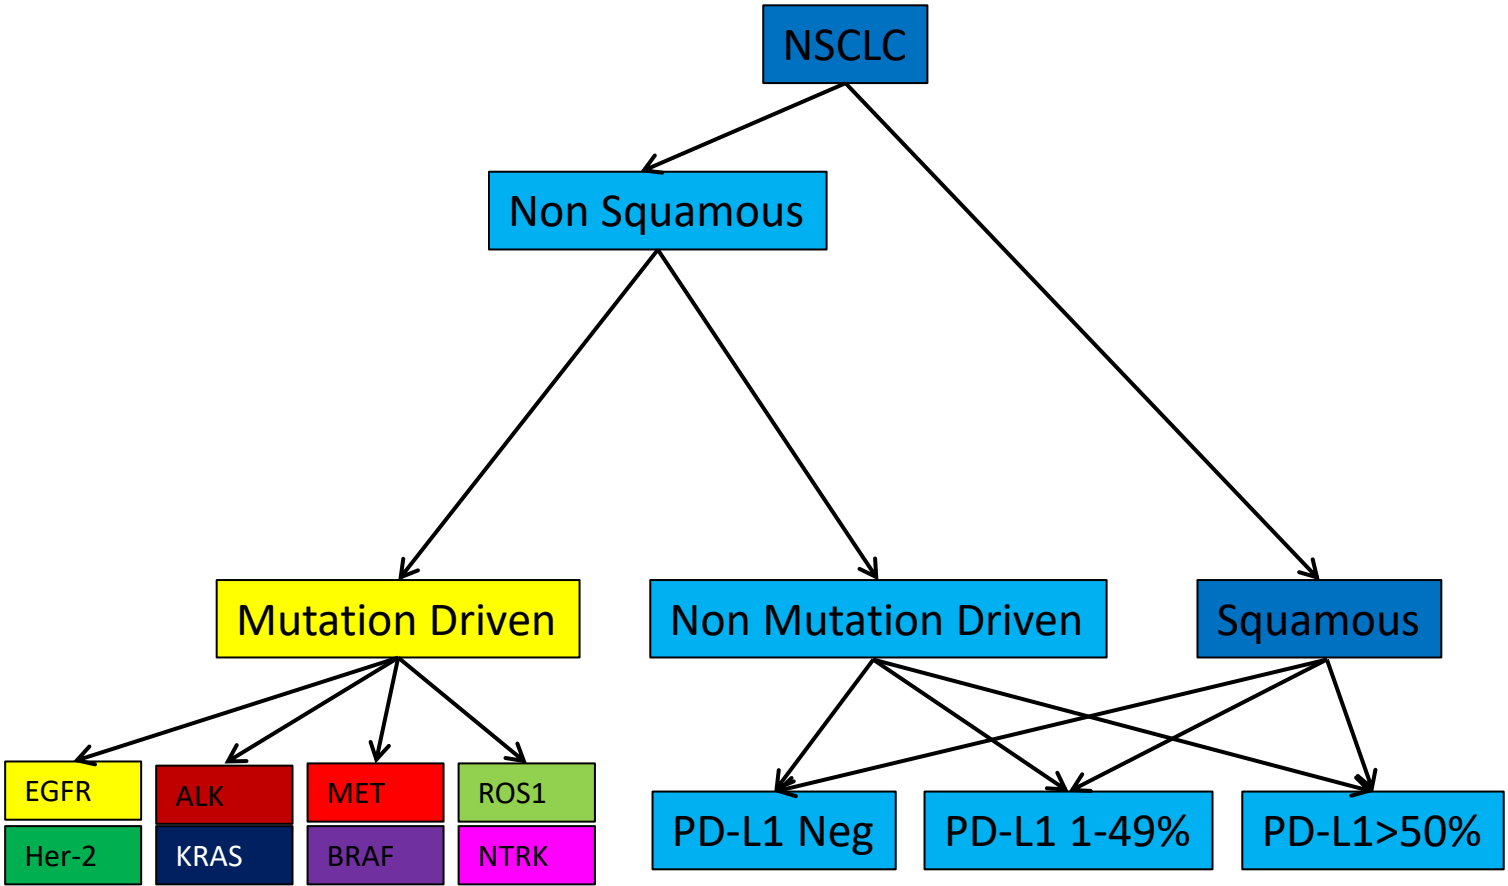 NSCLC
Non Squamous
Mutation Driven
Non Mutation Driven
Squamous
EGFR
ALK
MET
ROS1
Her-2
KRAS
BRAF
NTRK
PD-L1 Neg
PD-L1 1-49%
PD-L1>50%